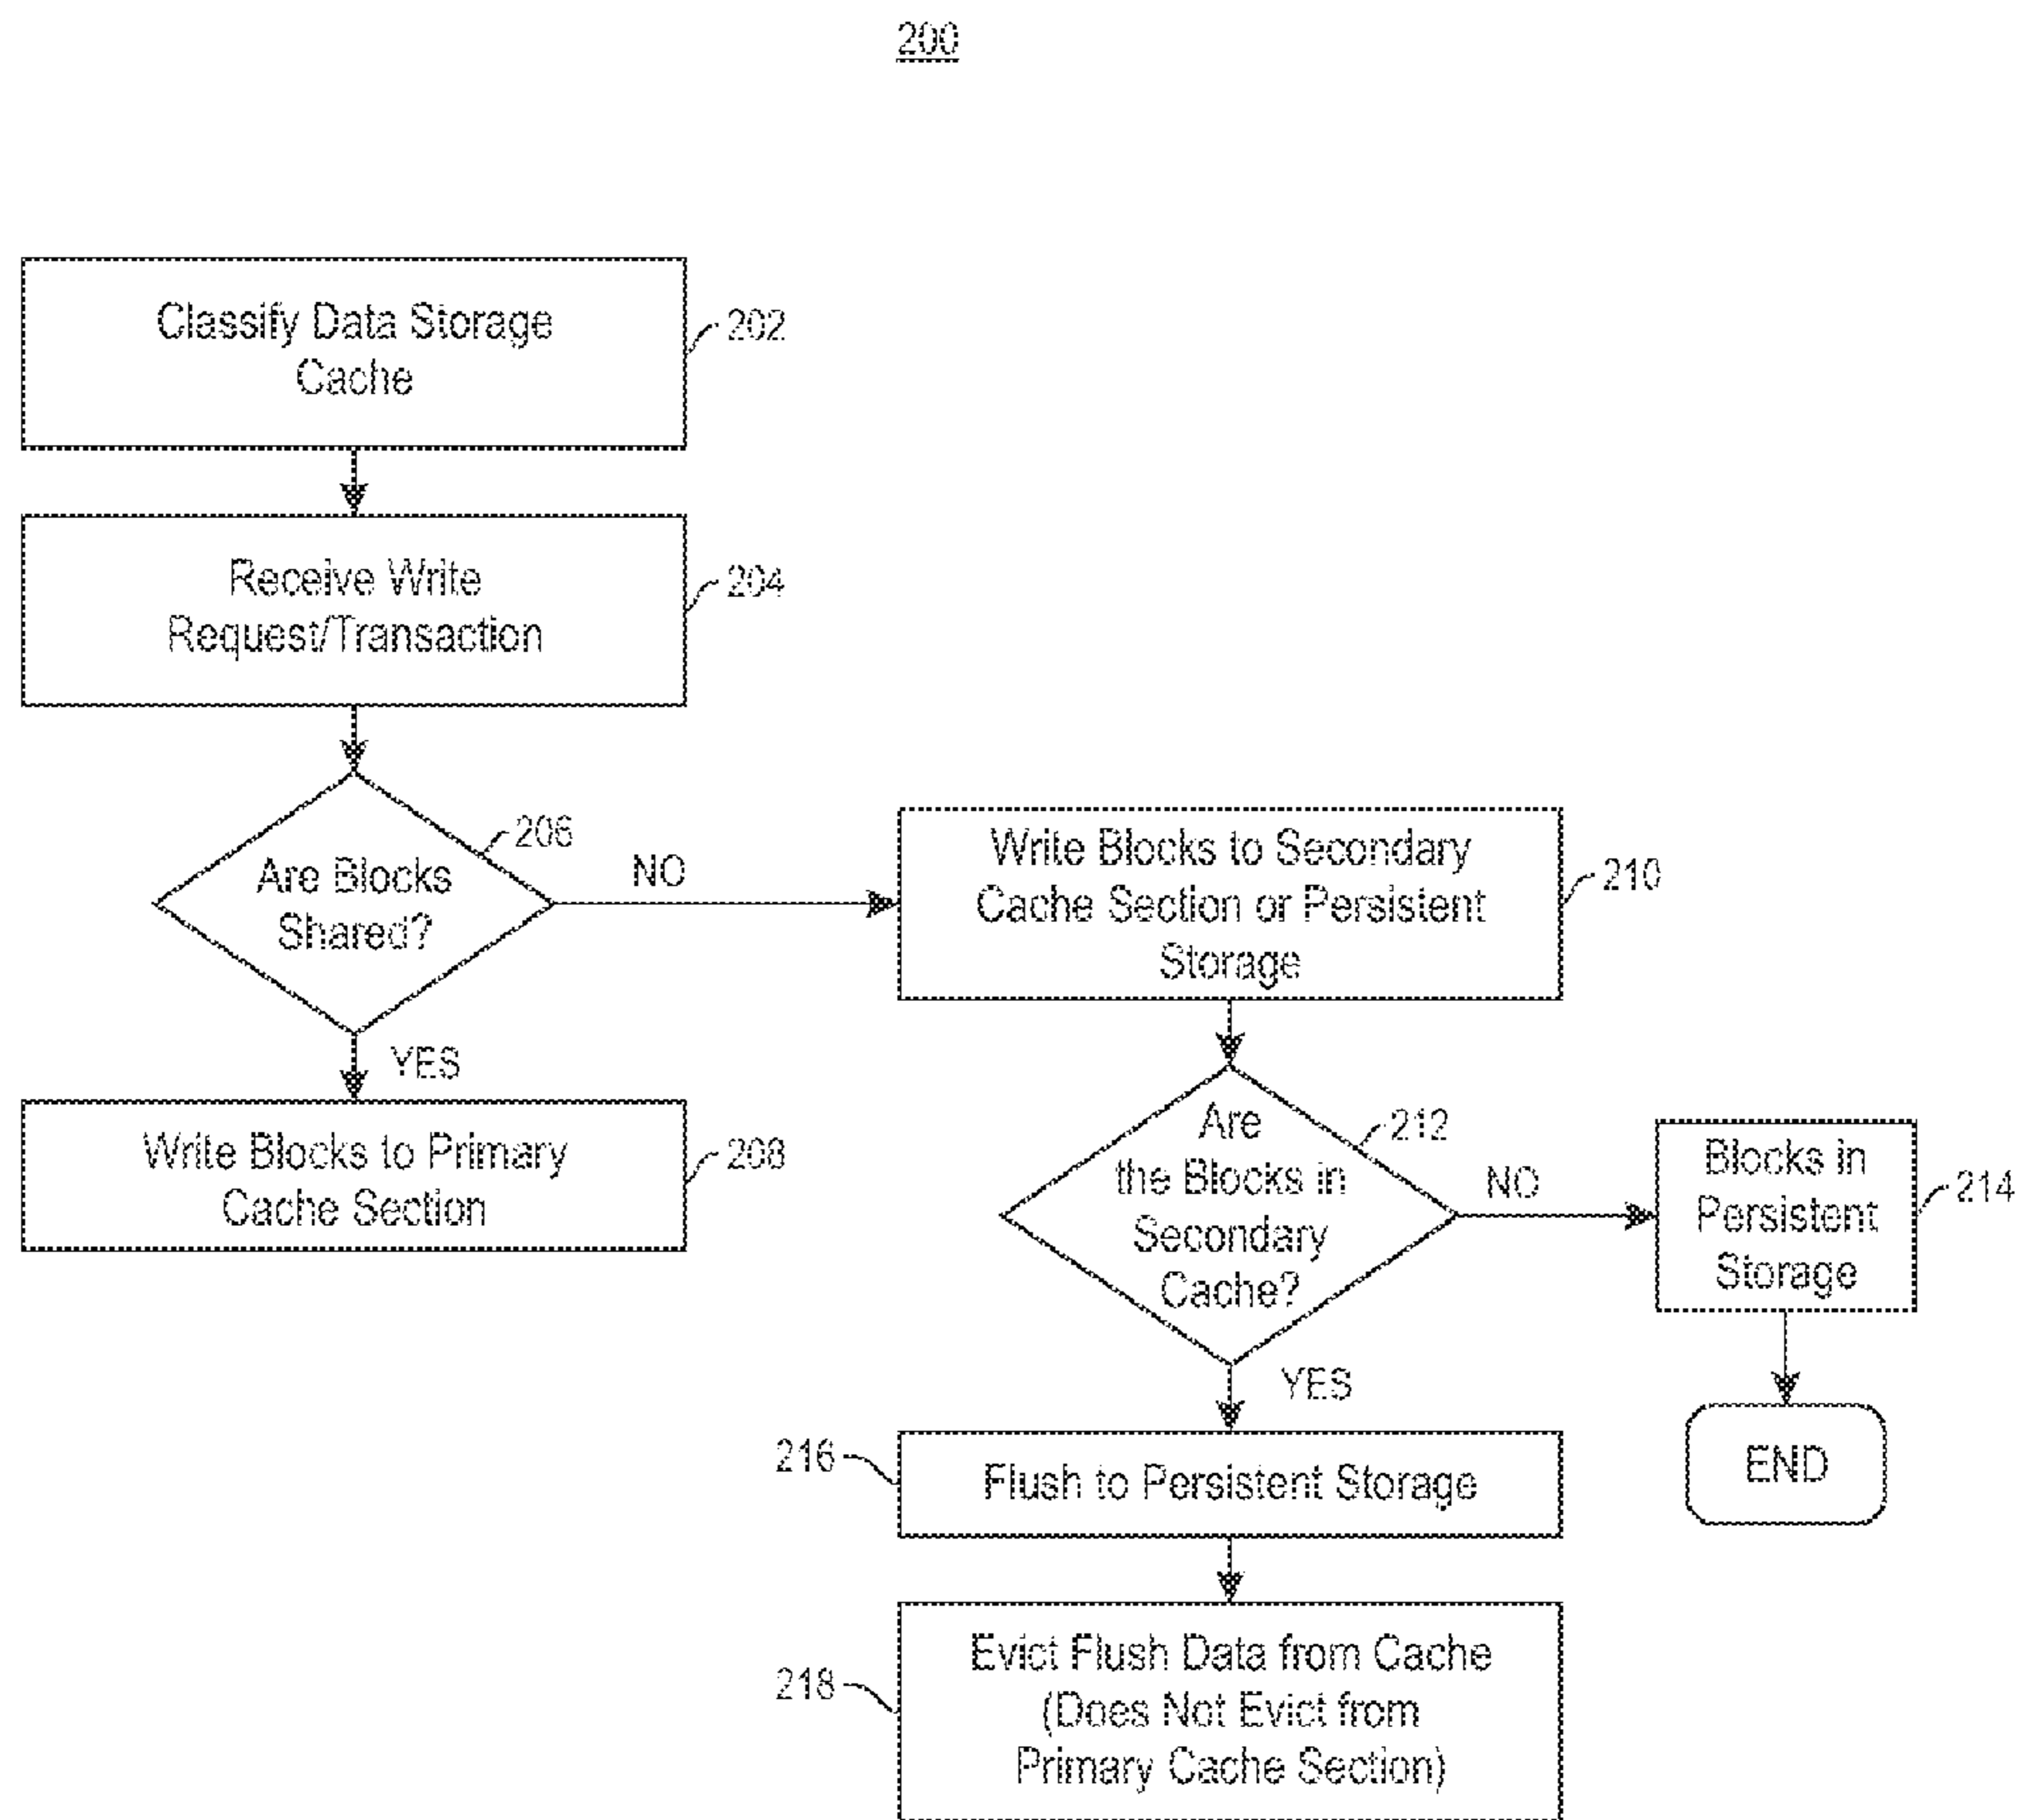 200
Classify Data Storage
Cache
202
Receive Write
Request/Transaction
204
Are Blocks
Shared?
206
NO
YES
Write Blocks to Primary
Cache Section
208
Write Blocks to Secondary
Cache Section or Persistent
Storage
210
Are
the Blocks in
Secondary
Cache?
212
NO
Blocks in
Persistent
Storage
214
END
YES
216
Flush to Persistent Storage
218
Evict Flush Data from Cache
(Does Not Evict from
Primary Cache Section)